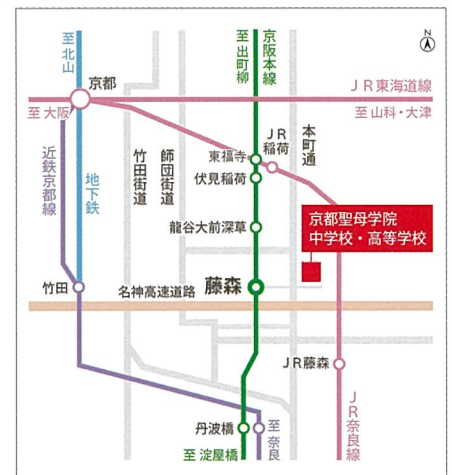 N
至北山
至出町柳
京阪本線
京都
JR東海道線
至大阪
至山科・大津
JR
稲荷
本町通
東福寺
伏見稲荷
近鉄京都線
地下鉄
竹田街道
師団街道
龍谷大前深草
京都聖母学院
中学校・高等学校
竹田
名神高速道路
藤森
JR藤森
JR奈良線
丹波橋
至奈良
至淀屋橋